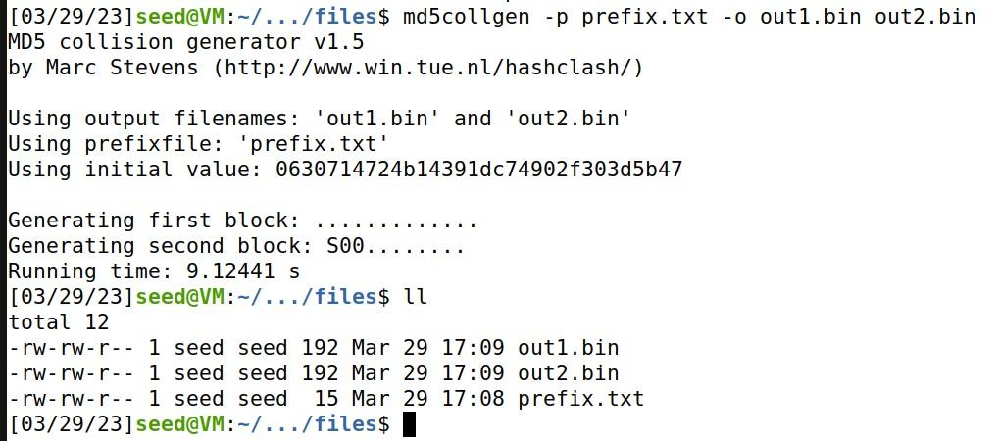 [03/29/23]seed@VM:~/.../files$ md5collgen -p prefix.txt -o out1.bin out2.bin
MD5 collision generator v1.5
by Marc Stevens (http://www.win.tue.nl/hashclash/)
Using output filenames: 'out1.bin' and 'out2.bin'
Using prefixfile: 'prefix.txt'
Using initial value: 0630714724b14391dc74902f303d5b47
Generating first block: .............
Generating second block: S00........
Running time: 9.12441 s
[03/29/23]seed@VM:~/.../files$ ll
total 12
-rw-rw-r-- 1 seed seed 192 Mar 29 17:09 out1.bin
-rw-rw-r-- 1 seed seed 192 Mar 29 17:09 out2.bin
-rw-rw-r-- 1 seed seed  15 Mar 29 17:08 prefix.txt
[03/29/23]seed@VM:~/.../files$